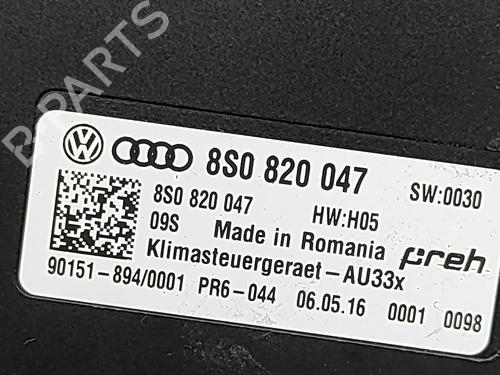 B-PARTS
8S0 820 047 SW:0030
8S0 820 047 HW:H05
09S Made in Romania preh
Klimasteuergeraet-AU33x
90151-894/0001 PR6-044 06.05.16 0001 0098